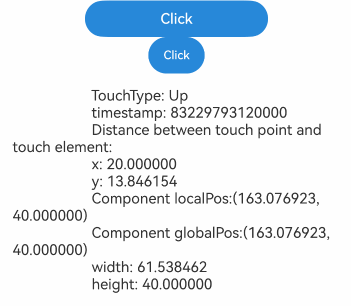 Click
Click
TouchType: Up
timestamp: 83229793120000
Distance between touch point and
touch element:
x: 20.000000
y: 13.846154
Component localPos:(163.076923,
40.000000)
Component globalPos:(163.076923,
40.000000)
width: 61.538462
height: 40.000000